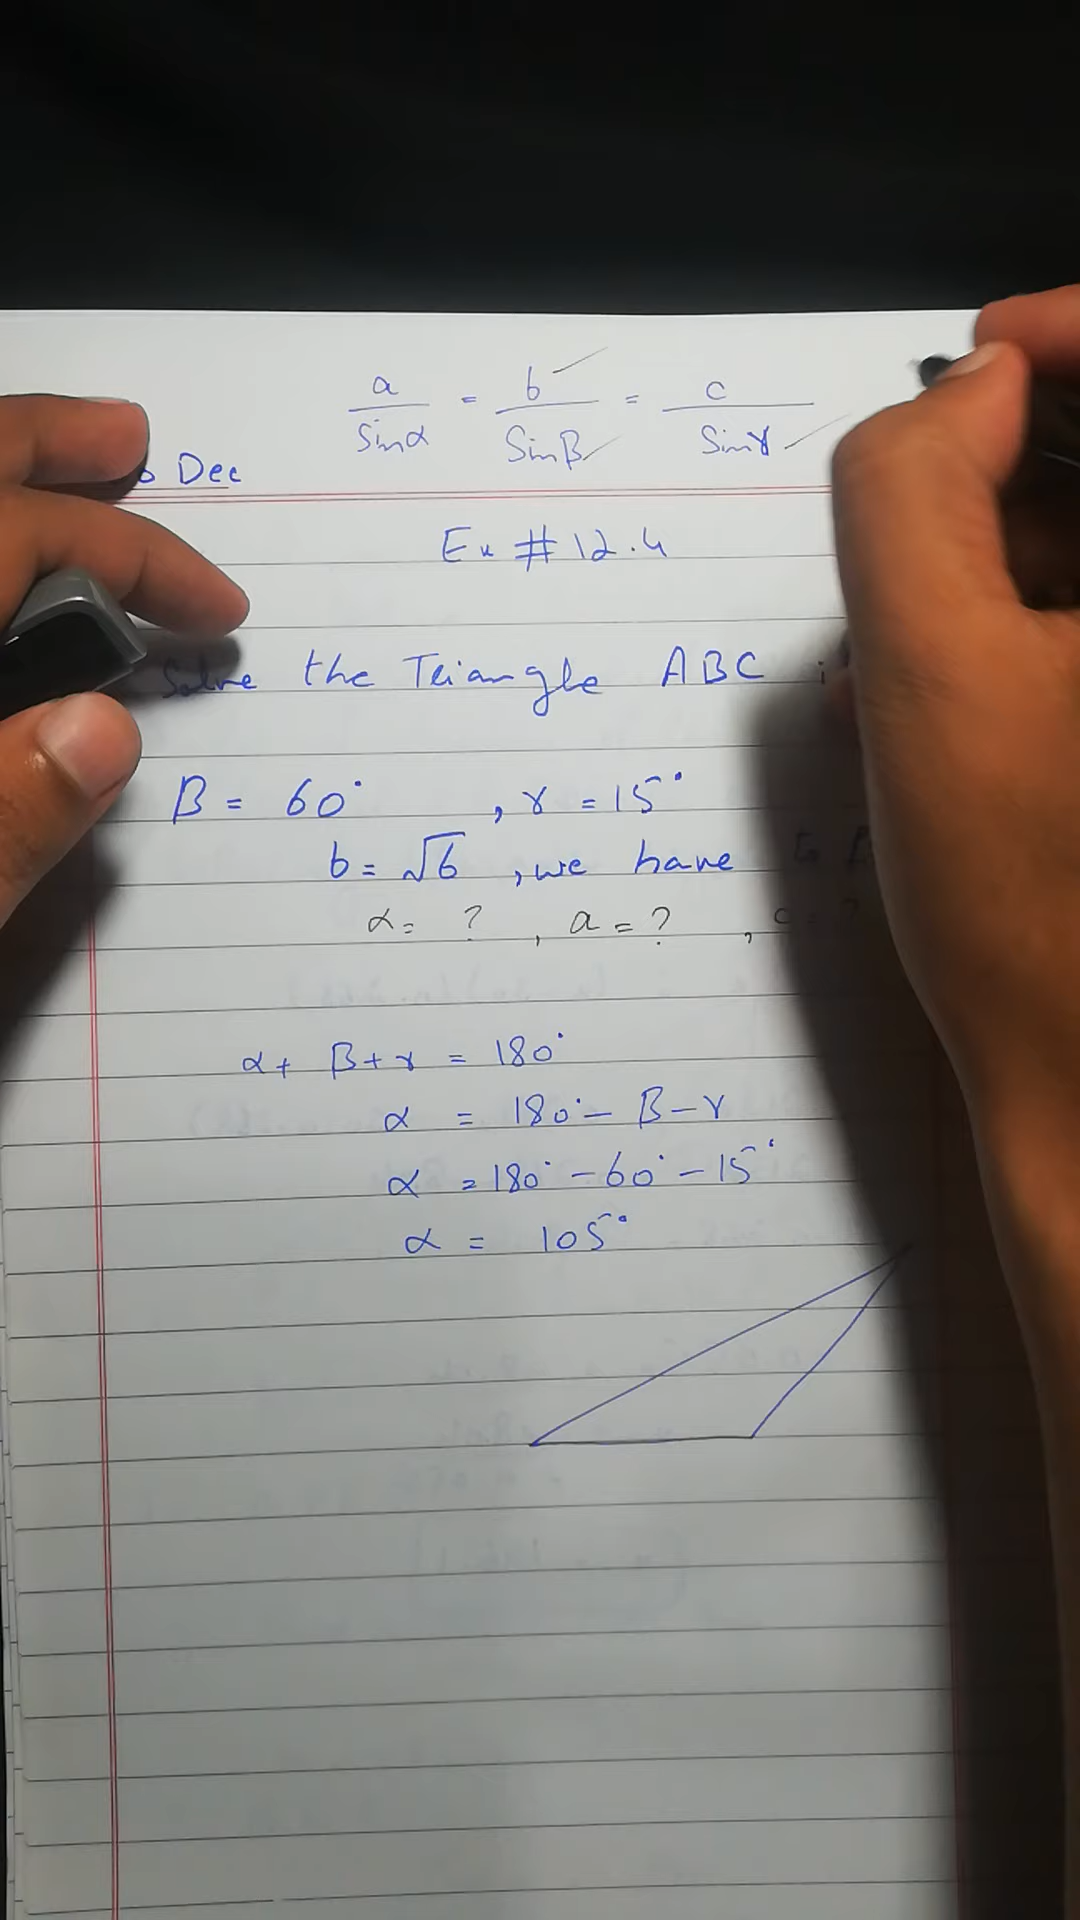 a/Sinα = b/Sinβ = c/Sinγ
Dec
Ex # 12.4
Solve the Triangle ABC
β = 60° , γ = 15°
b = √6 , we have
α = ? , a = ? , c ?
α + β + γ = 180°
α = 180° - β - γ
α = 180° - 60° - 15°
α = 105°